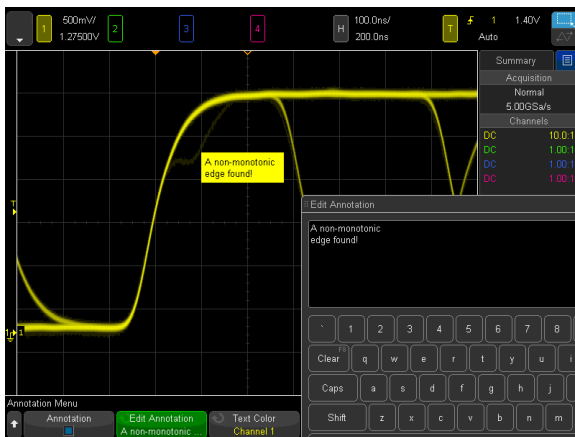 1
500mV/
1.27500V
2
3
4
H
100.0ns/
200.0ns
T
1
1.40V
Auto
Summary
Acquisition
Normal
5.00GSa/s
Channels
DC 10.0:1
DC 1.00:1
DC 1.00:1
DC 1.00:1
A non-monotonic
edge found!
T
1
Edit Annotation
A non-monotonic
edge found!
` 1 2 3 4 5 6 7 8
Clear F8 q w e r t y u i
Caps a s d f g h j
Shift z x c v b n m
Annotation Menu
Annotation
Edit Annotation
A non-monotonic ...
Text Color
Channel 1